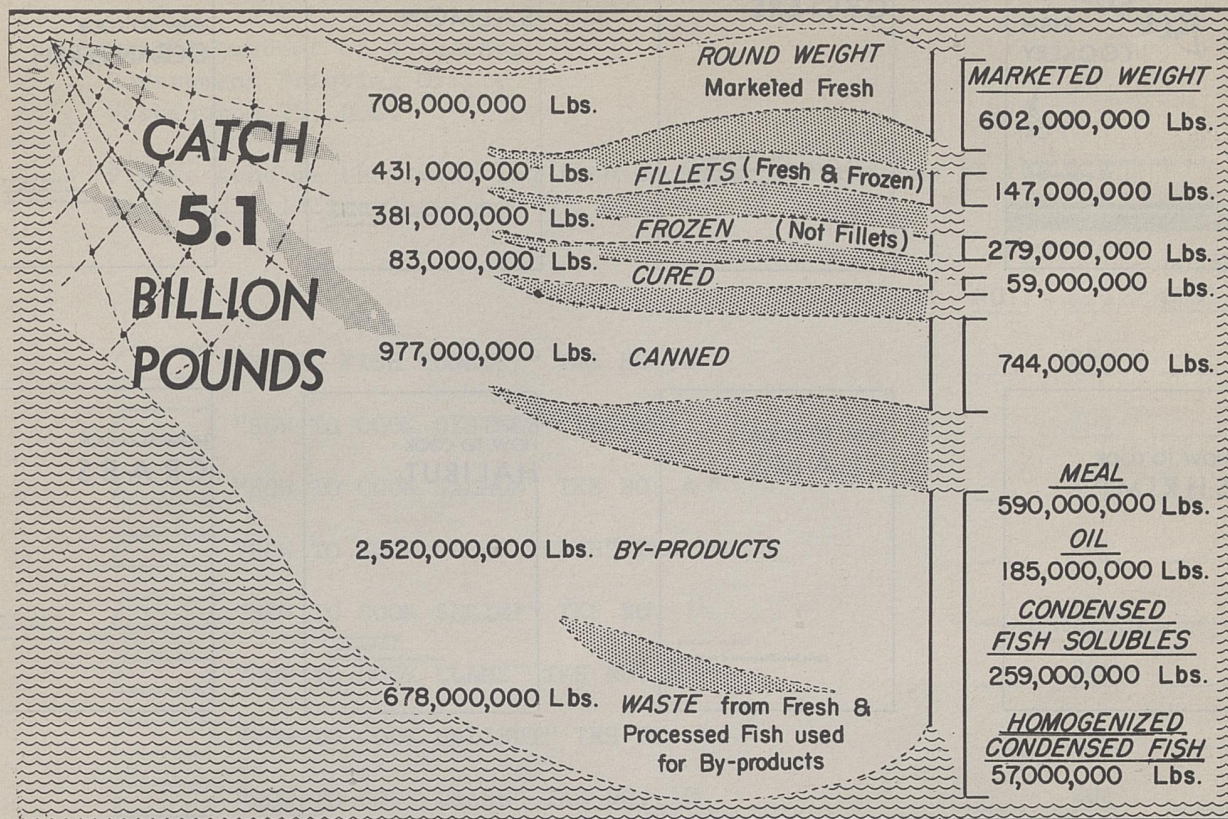 CATCH
5.1
BILLION
POUNDS
ROUND WEIGHT
Marketed Fresh
708,000,000 Lbs.
431,000,000 Lbs. FILLETS (Fresh & Frozen)
381,000,000 Lbs. FROZEN (Not Fillets)
83,000,000 Lbs. CURED
977,000,000 Lbs. CANNED
2,520,000,000 Lbs. BY-PRODUCTS
678,000,000 Lbs. WASTE from Fresh &
Processed Fish used
for By-products
MARKETED WEIGHT
602,000,000 Lbs.
147,000,000 Lbs.
279,000,000 Lbs.
59,000,000 Lbs.
744,000,000 Lbs.
MEAL
590,000,000 Lbs.
OIL
185,000,000 Lbs.
CONDENSED
FISH SOLUBLES
259,000,000 Lbs.
HOMOGENIZED
CONDENSED FISH
57,000,000 Lbs.
HOW TO COOK
HALIBUT